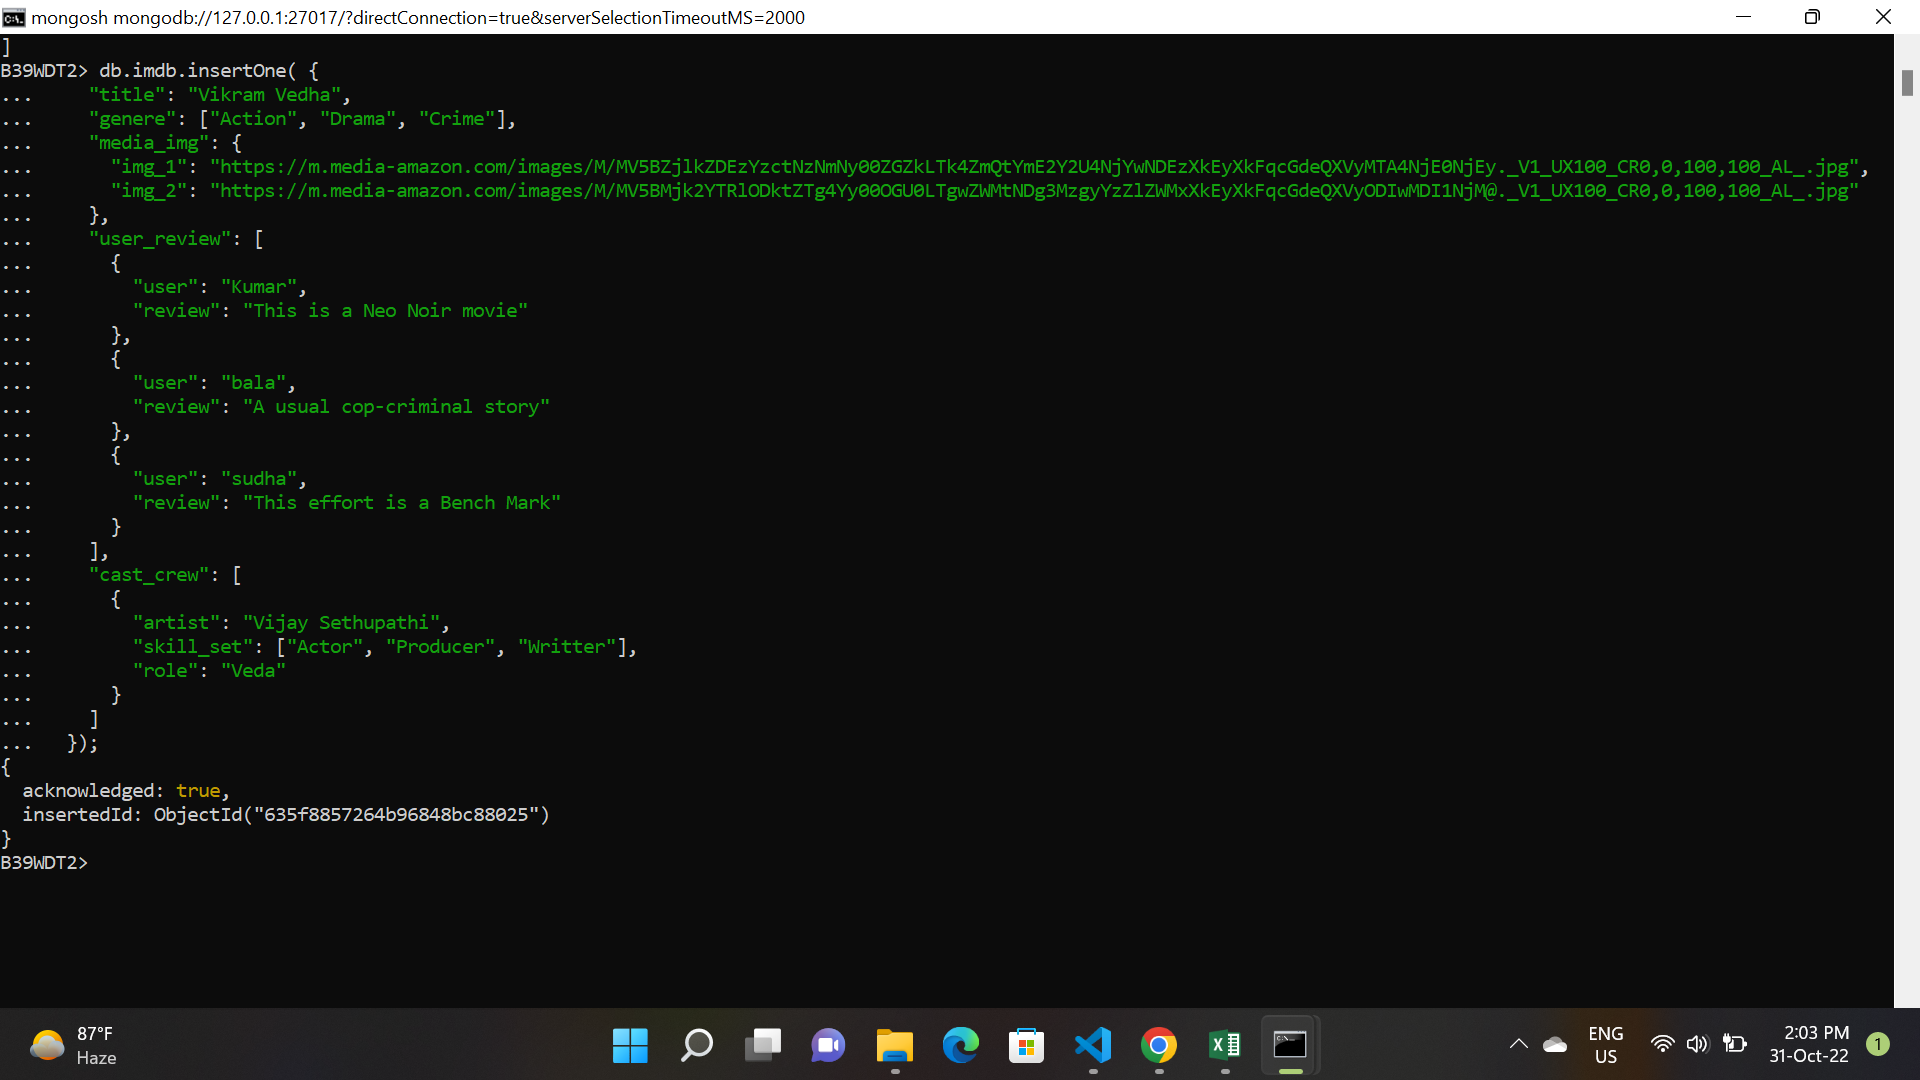 mongosh mongodb://127.0.0.1:27017/?directConnection=true&serverSelectionTimeoutMS=2000
]
B39WDT2> db.imdb.insertOne( {
...     "title": "Vikram Vedha",
...     "genere": ["Action", "Drama", "Crime"],
...     "media_img": {
...       "img_1": "https://m.media-amazon.com/images/M/MV5BZjlkZDEzYzctNzNmNy00ZGZkLTk4ZmQtYmE2Y2U4NjYwNDEzXkEyXkFqcGdeQXVyMTA4NjE0NjEy._V1_UX100_CR0,0,100,100_AL_.jpg",
...       "img_2": "https://m.media-amazon.com/images/M/MV5BMjk2YTRlODktZTg4Yy00OGU0LTgwZWMtNDg3MzgyYzZlZWMxXkEyXkFqcGdeQXVyODIwMDI1NjM@._V1_UX100_CR0,0,100,100_AL_.jpg"
...     },
...     "user_review": [
...       {
...         "user": "Kumar",
...         "review": "This is a Neo Noir movie"
...       },
...       {
...         "user": "bala",
...         "review": "A usual cop-criminal story"
...       },
...       {
...         "user": "sudha",
...         "review": "This effort is a Bench Mark"
...       }
...     ],
...     "cast_crew": [
...       {
...         "artist": "Vijay Sethupathi",
...         "skill_set": ["Actor", "Producer", "Writter"],
...         "role": "Veda"
...       }
...     ]
...   });
{
  acknowledged: true,
  insertedId: ObjectId("635f8857264b96848bc88025")
}
B39WDT2>
87°F
Haze
ENG
US
2:03 PM
31-Oct-22
1